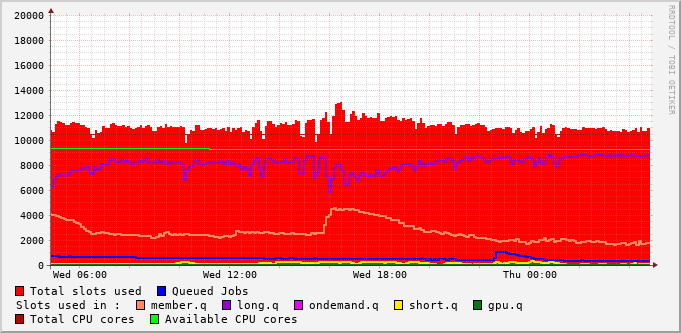 20000
18000
16000
14000
12000
10000
8000
6000
4000
2000
0
Wed 06:00 Wed 12:00 Wed 18:00 Thu 00:00
RRDTOOL / TOBI OETIKER
Total slots used Queued Jobs
Slots used in : member.q long.q ondemand.q short.q gpu.q
Total CPU cores Available CPU cores